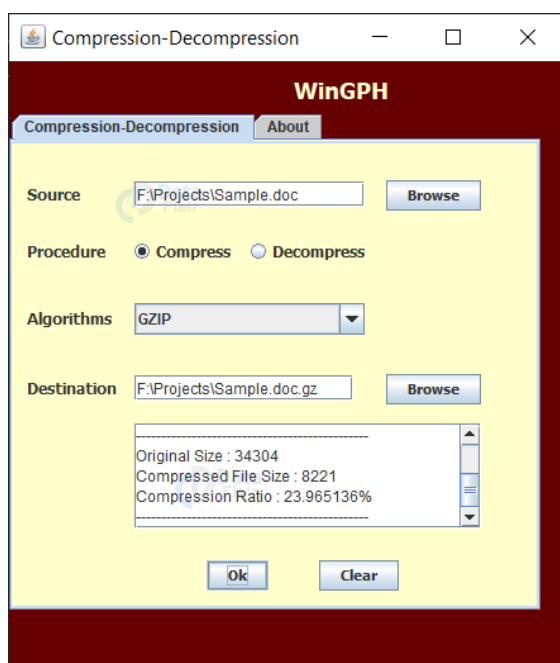 Compression-Decompression
WinGPH
Compression-Decompression About
Source F:\Projects\Sample.doc Browse
Procedure Compress Decompress
Algorithms GZIP
Destination F:\Projects\Sample.doc.gz Browse
----------------------------------------------
Original Size : 34304
Compressed File Size : 8221
Compression Ratio : 23.965136%
----------------------------------------------
Ok Clear